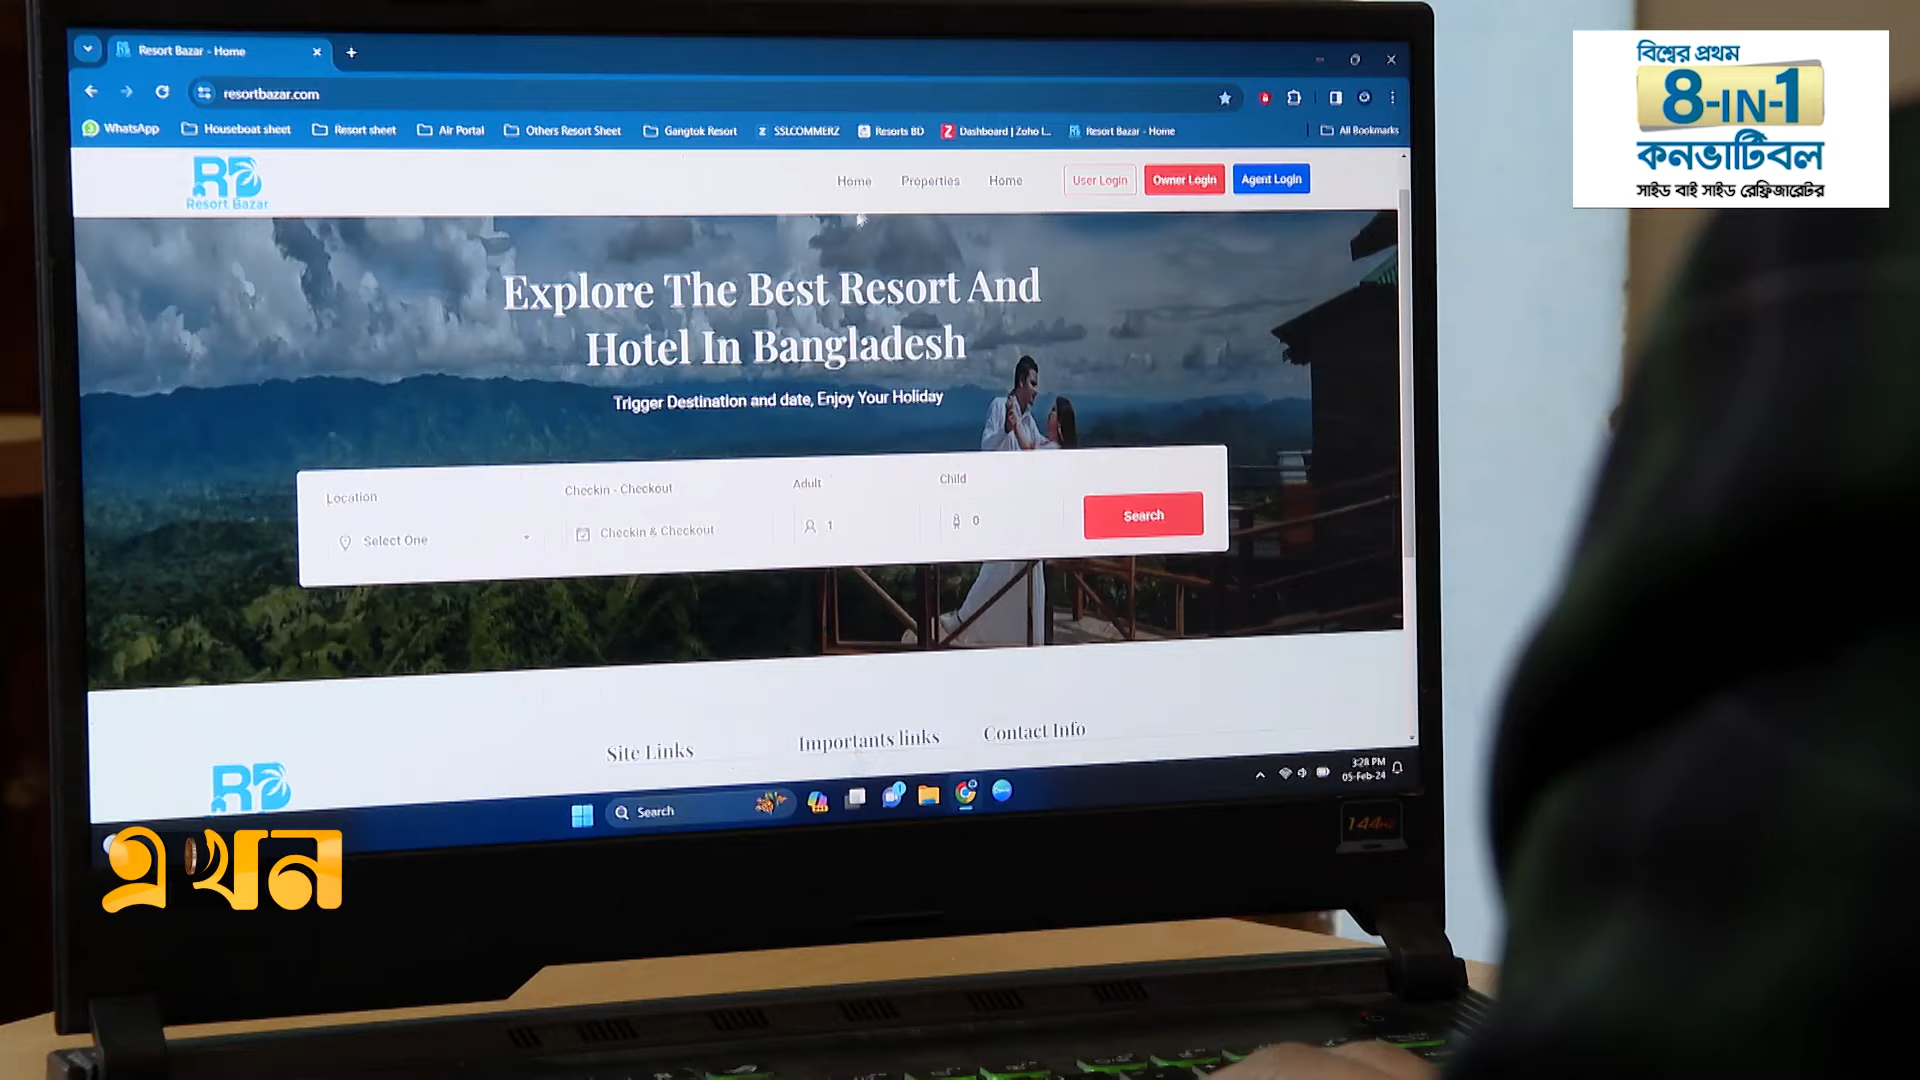 Resort Bazar - Home
resortbazar.com
WhatsApp Houseboat sheet Resort sheet Air Portal Others Resort Sheet Gangtok Resort SSLCOMMERZ Resorts BD Dashboard | Zoho I... Resort Bazar - Home All Bookmarks
Resort Bazar
Home Properties Home User Login Owner Login Agent Login
Explore The Best Resort And
Hotel In Bangladesh
Trigger Destination and date, Enjoy Your Holiday
Location Checkin - Checkout Adult Child
Select One Checkin & Checkout 1 0 Search
Site Links Importants links Contact Info
Search
3:28 PM
05-Feb-24
144Hz
এখন
বিশ্বের প্রথম
8-IN-1
কনভার্টিবল
সাইড বাই সাইড রেফ্রিজারেটর